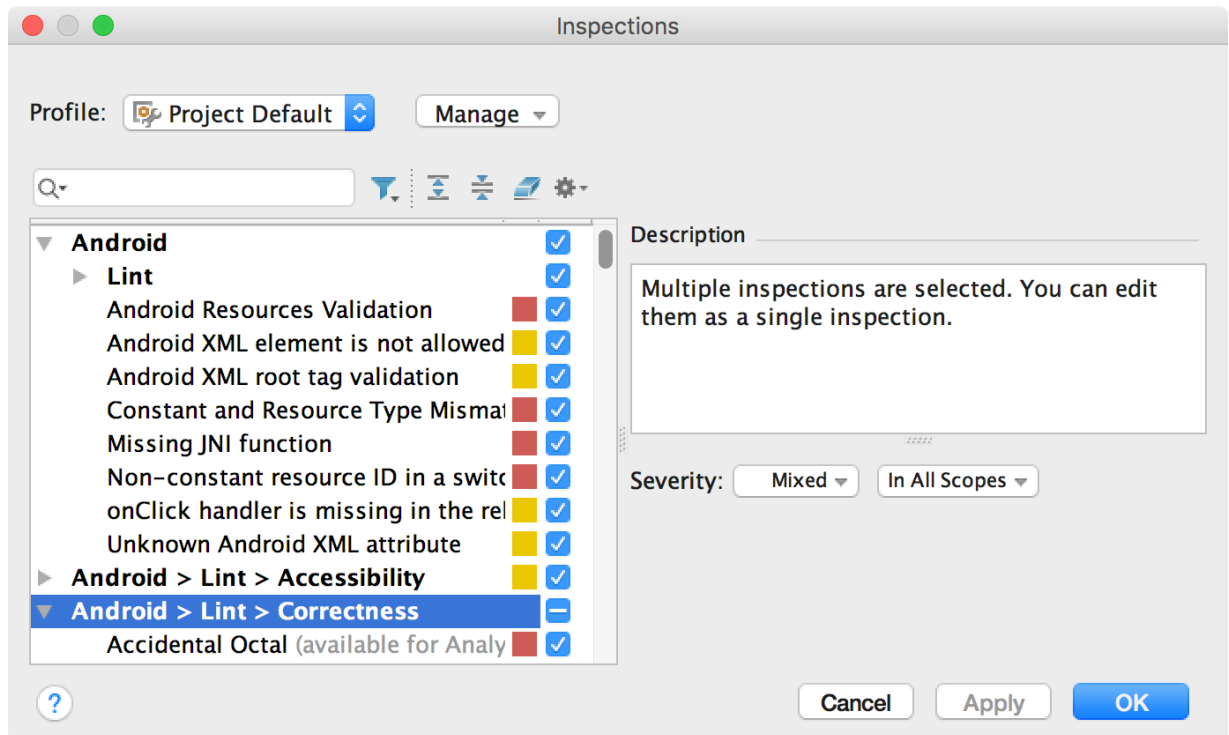 Inspections
Profile:
Project Default
Manage
Android
Lint
Android Resources Validation
Android XML element is not allowed
Android XML root tag validation
Constant and Resource Type Mismat
Missing JNI function
Non-constant resource ID in a switc
onClick handler is missing in the rel
Unknown Android XML attribute
Android > Lint > Accessibility
Android > Lint > Correctness
Accidental Octal (available for Analy
Description
Multiple inspections are selected. You can edit
them as a single inspection.
Severity:
Mixed
In All Scopes
?
Cancel
Apply
OK